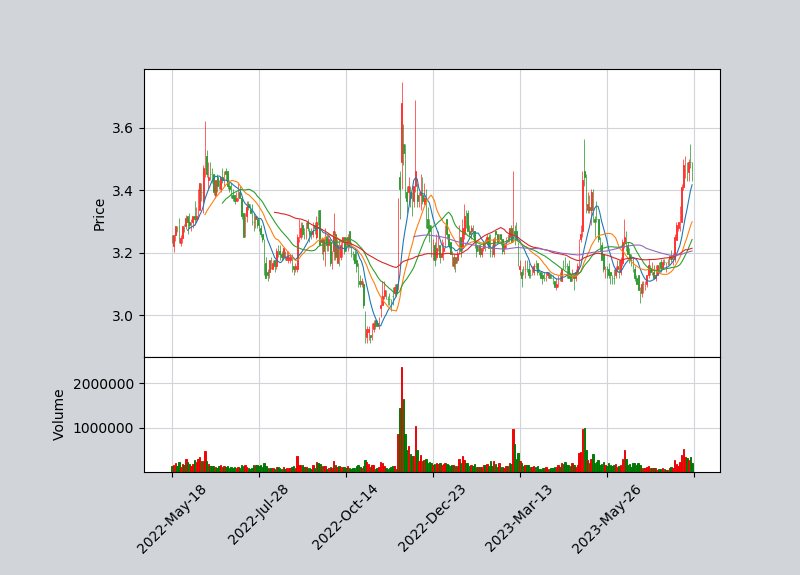 Price
3.6
3.4
3.2
3.0
Volume
2000000
1000000
2022-May-18
2022-Jul-28
2022-Oct-14
2022-Dec-23
2023-Mar-13
2023-May-26